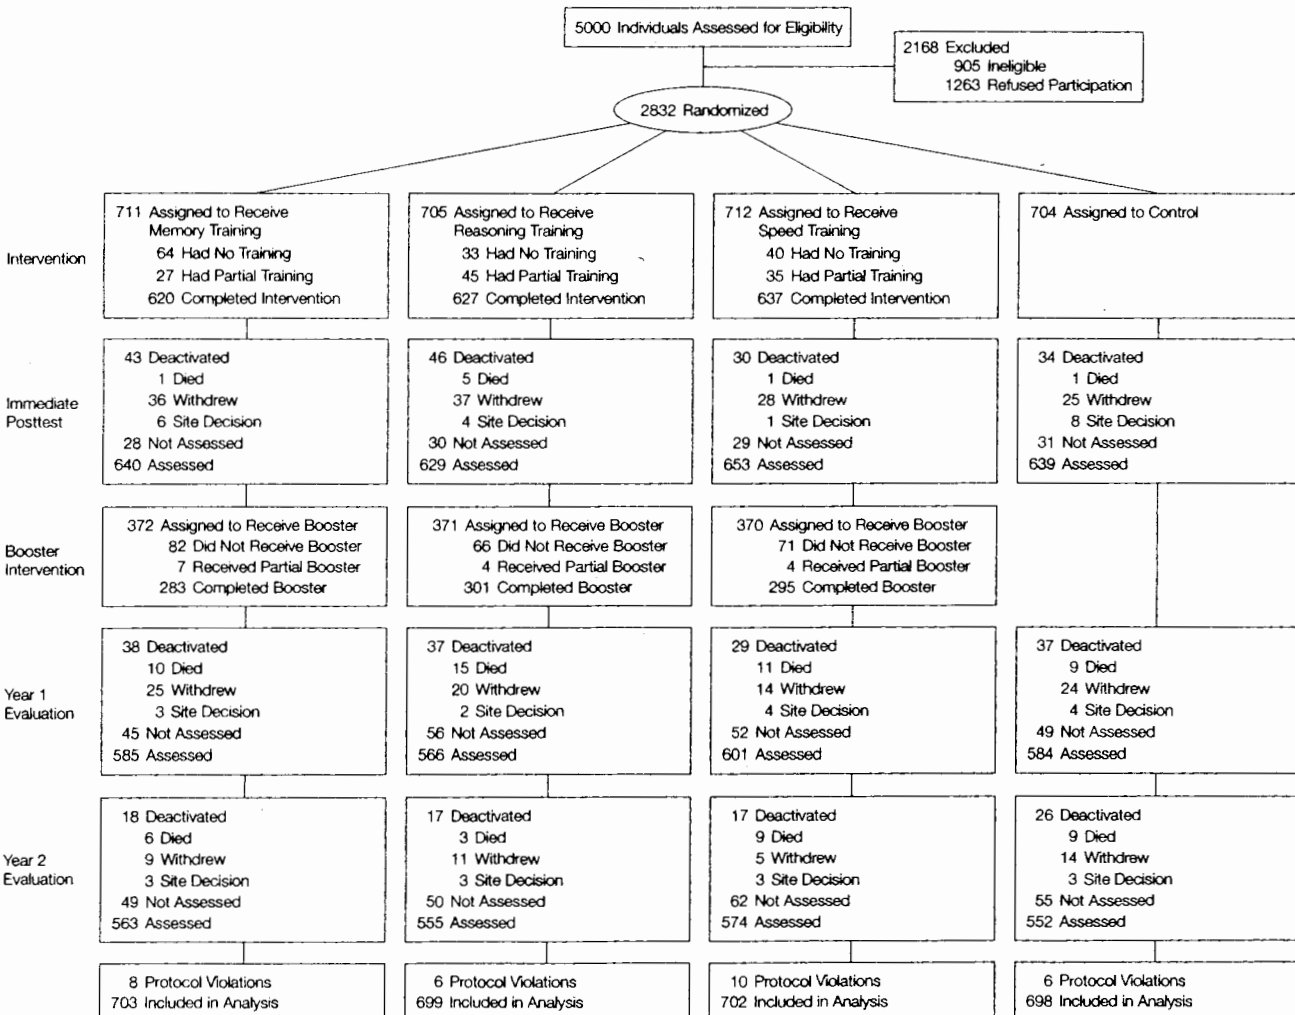 5000 Individuals Assessed for Eligibility
2168 Excluded
905 Ineligible
1263 Refused Participation
2832 Randomized
Intervention
711 Assigned to Receive
Memory Training
64 Had No Training
27 Had Partial Training
620 Completed Intervention
705 Assigned to Receive
Reasoning Training
33 Had No Training
45 Had Partial Training
627 Completed Intervention
712 Assigned to Receive
Speed Training
40 Had No Training
35 Had Partial Training
637 Completed Intervention
704 Assigned to Control
Immediate
Posttest
43 Deactivated
1 Died
36 Withdrew
6 Site Decision
28 Not Assessed
640 Assessed
46 Deactivated
5 Died
37 Withdrew
4 Site Decision
30 Not Assessed
629 Assessed
30 Deactivated
1 Died
28 Withdrew
1 Site Decision
29 Not Assessed
653 Assessed
34 Deactivated
1 Died
25 Withdrew
8 Site Decision
31 Not Assessed
639 Assessed
Booster
Intervention
372 Assigned to Receive Booster
82 Did Not Receive Booster
7 Received Partial Booster
283 Completed Booster
371 Assigned to Receive Booster
66 Did Not Receive Booster
4 Received Partial Booster
301 Completed Booster
370 Assigned to Receive Booster
71 Did Not Receive Booster
4 Received Partial Booster
295 Completed Booster
Year 1
Evaluation
38 Deactivated
10 Died
25 Withdrew
3 Site Decision
45 Not Assessed
585 Assessed
37 Deactivated
15 Died
20 Withdrew
2 Site Decision
56 Not Assessed
566 Assessed
29 Deactivated
11 Died
14 Withdrew
4 Site Decision
52 Not Assessed
601 Assessed
37 Deactivated
9 Died
24 Withdrew
4 Site Decision
49 Not Assessed
584 Assessed
Year 2
Evaluation
18 Deactivated
6 Died
9 Withdrew
3 Site Decision
49 Not Assessed
563 Assessed
17 Deactivated
3 Died
11 Withdrew
3 Site Decision
50 Not Assessed
555 Assessed
17 Deactivated
9 Died
5 Withdrew
3 Site Decision
62 Not Assessed
574 Assessed
26 Deactivated
9 Died
14 Withdrew
3 Site Decision
55 Not Assessed
552 Assessed
8 Protocol Violations
703 Included in Analysis
6 Protocol Violations
699 Included in Analysis
10 Protocol Violations
702 Included in Analysis
6 Protocol Violations
698 Included in Analysis